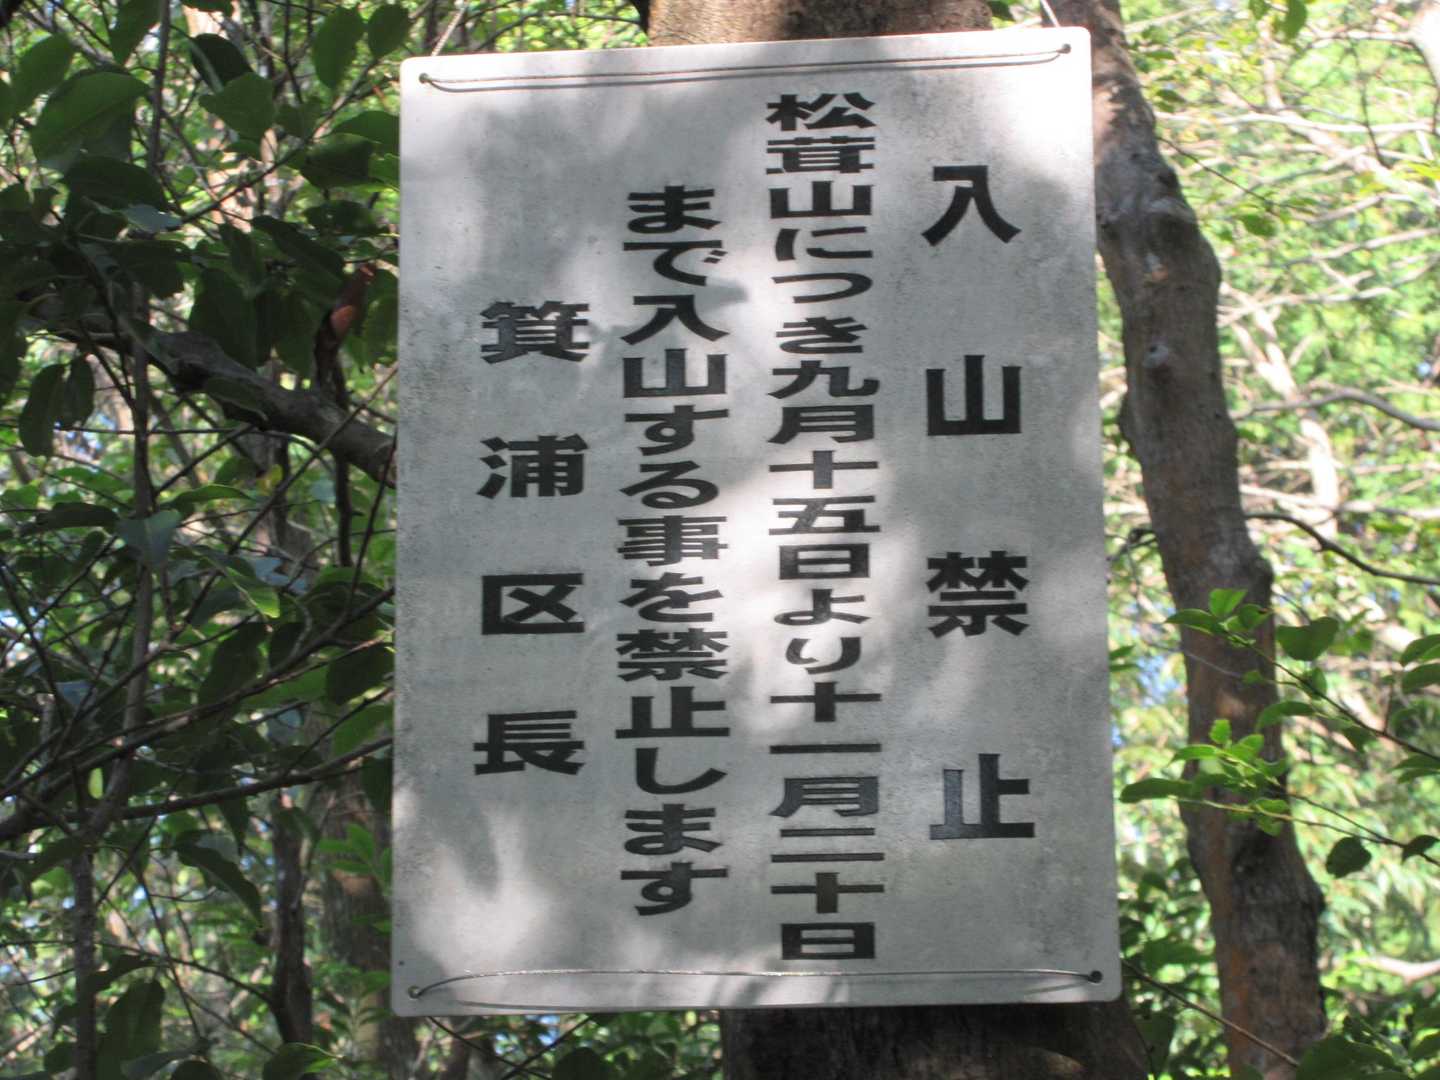 入山禁止
松茸山につき九月十五日より十一月二十日
まで入山する事を禁止します
箕浦区長